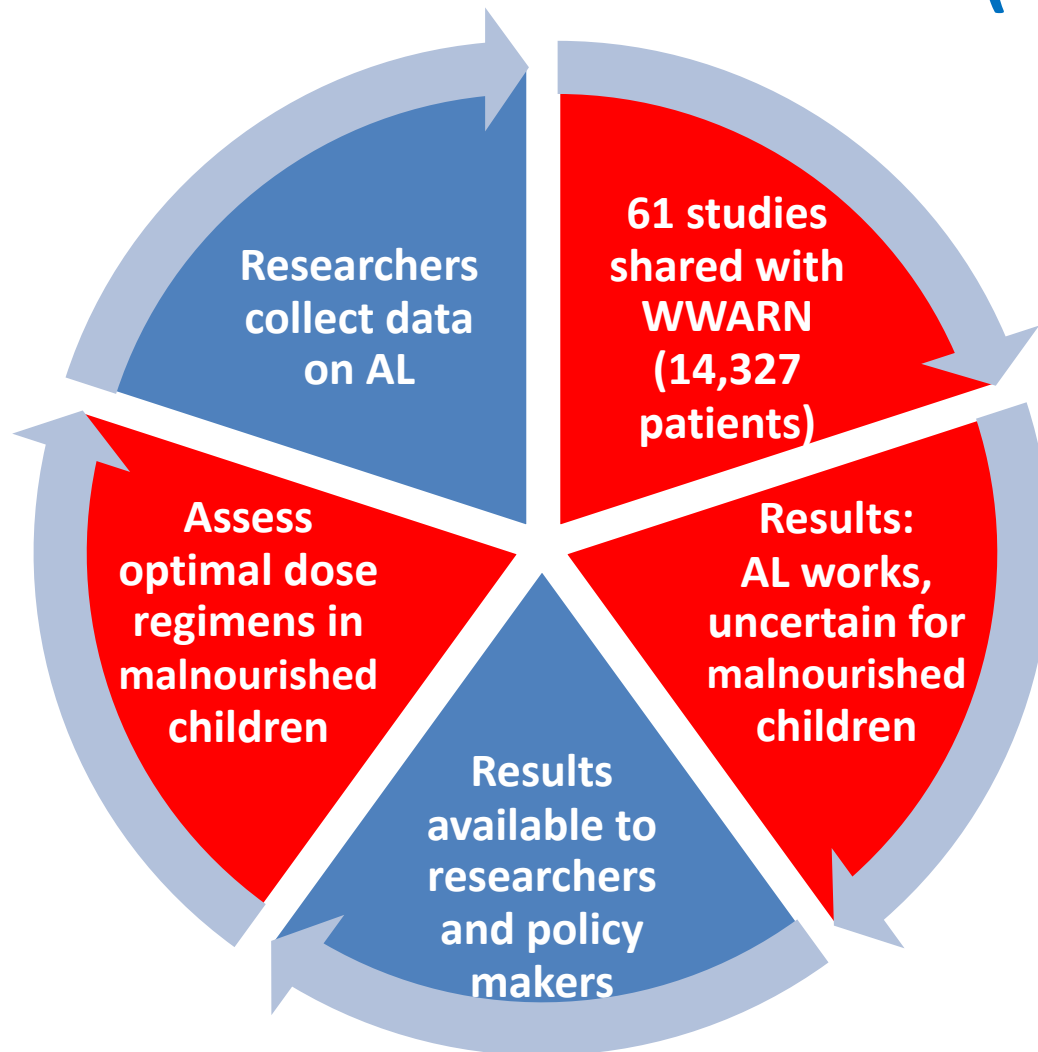 Researchers
collect data
on AL
61 studies
shared with
WWARN
(14,327
patients)
Results:
AL works,
uncertain for
malnourished
children
Results
available to
researchers
and policy
makers
Assess
optimal dose
regimens in
malnourished
children